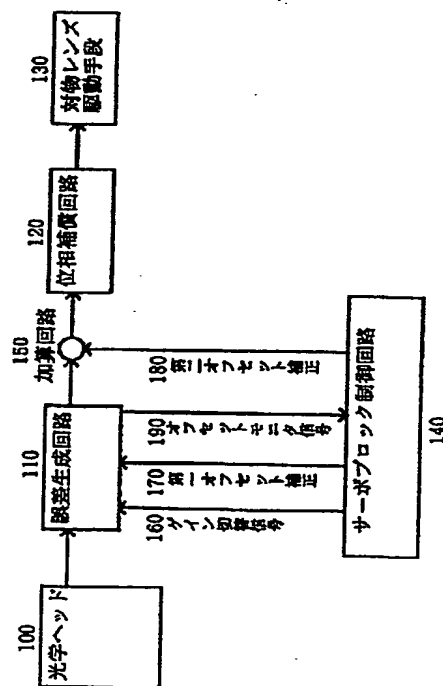 100
光学ヘッド
110
誤差生成回路
150
加算回路
120
位相補償回路
130
対物レンズ
駆動手段
160
ゲイン切替信号
170
第一オフセット補正
190
オフセットモニタ信号
180
第二オフセット補正
サーボブロック制御回路
140